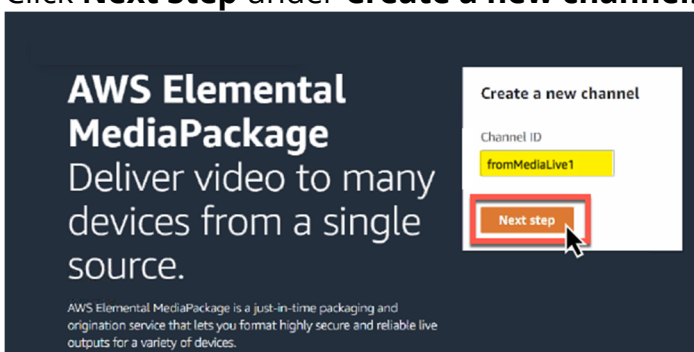 Click Next Step under Create a new channel.
AWS Elemental
MediaPackage
Deliver video to many
devices from a single
source.
AWS Elemental MediaPackage is a just-in-time packaging and
origination service that lets you format highly secure and reliable live
outputs for a variety of devices.
Create a new channel
Channel ID
fromMediaLive1
Next step